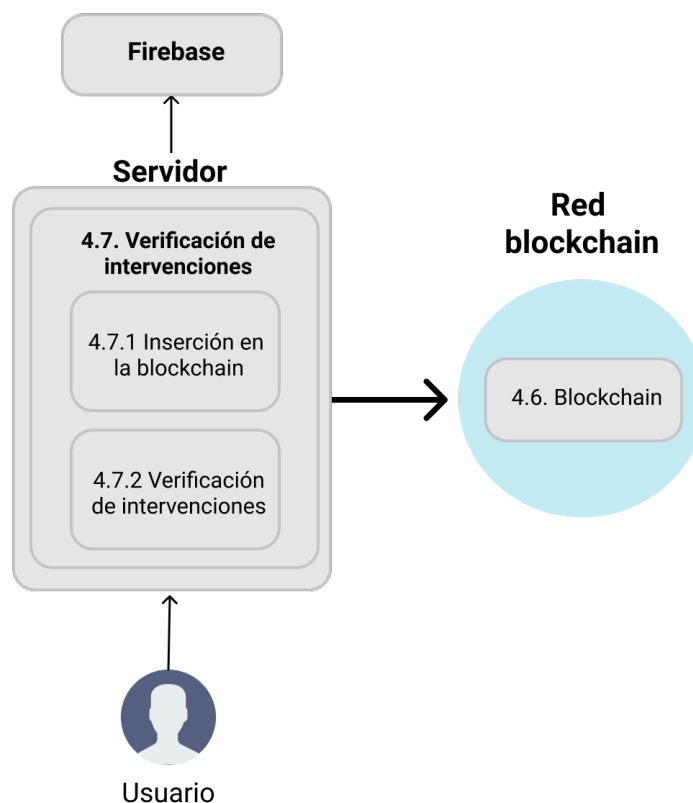 Firebase
Servidor
4.7. Verificación de
intervenciones
4.7.1 Inserción en
la blockchain
4.7.2 Verificación
de intervenciones
Red
blockchain
4.6. Blockchain
Usuario